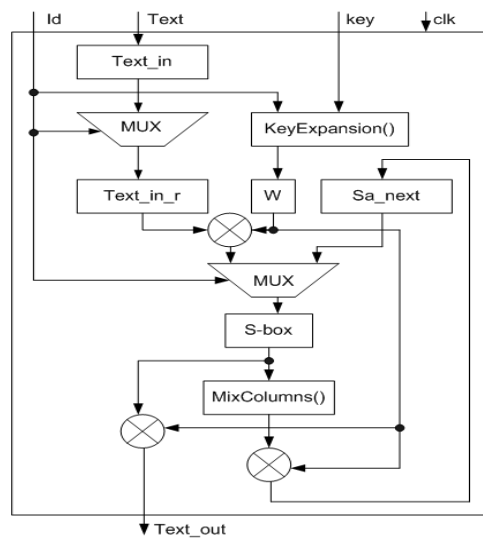 Id Text key clk
Text_in
MUX KeyExpansion()
Text_in_r W Sa_next
MUX
S-box
MixColumns()
Text_out